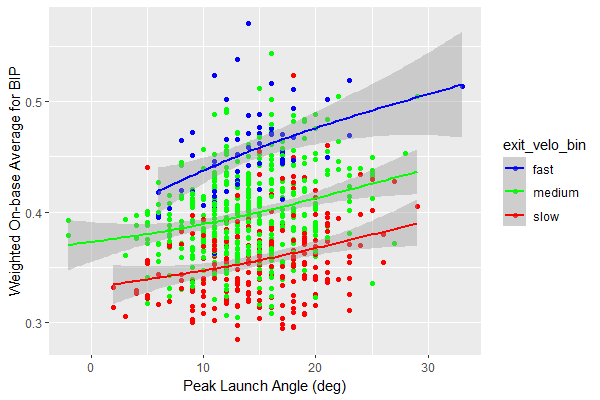 Weighted On-base Average for BIP
0.5
0.4
0.3
0
10
20
30
Peak Launch Angle (deg)
exit_velo_bin
fast
medium
slow